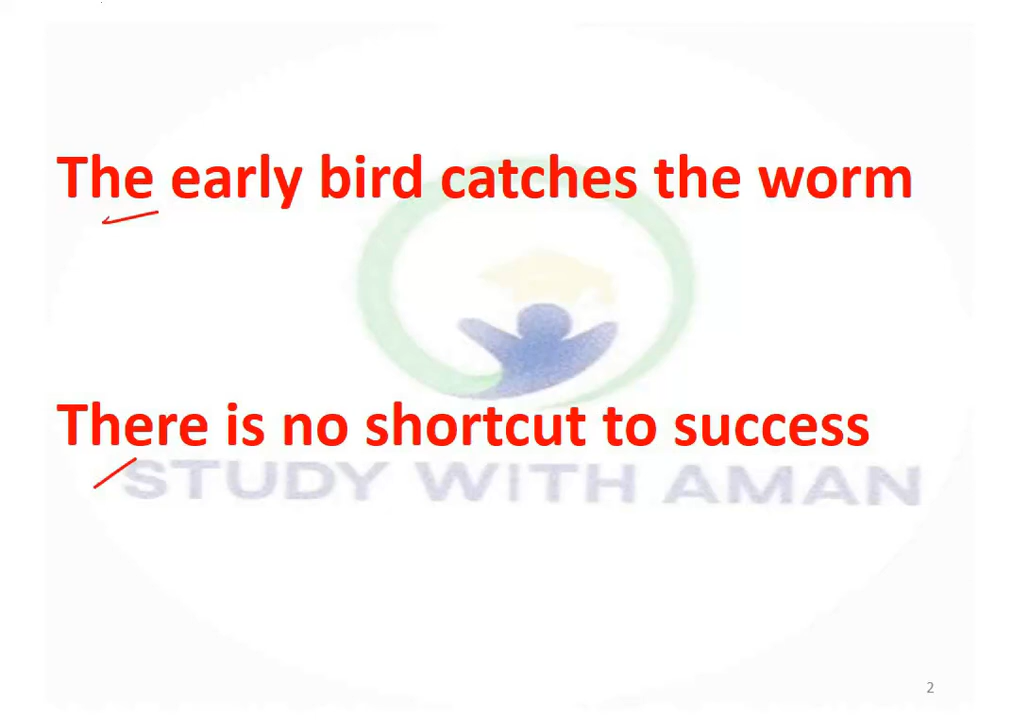 The early bird catches the worm
There is no shortcut to success
STUDY WITH AMAN
2